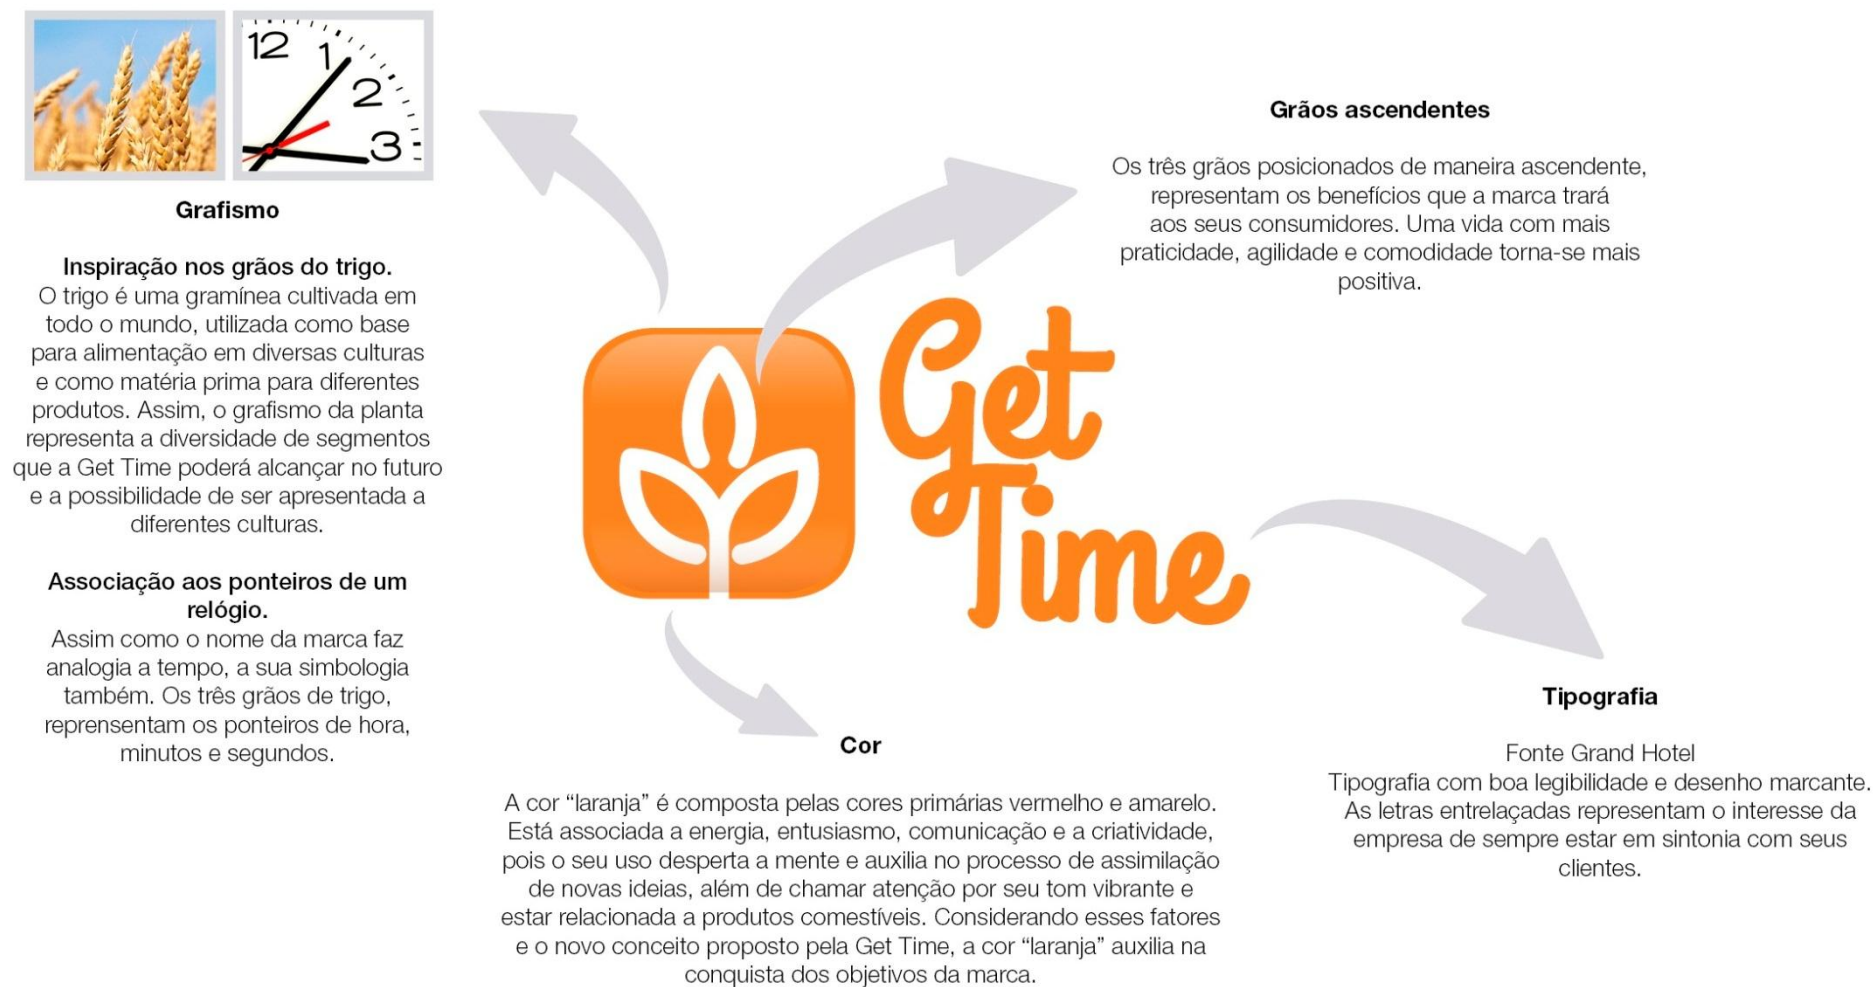 12
1
2
3
Grafismo
Inspiração nos grãos do trigo.
O trigo é uma gramínea cultivada em
todo o mundo, utilizada como base
para alimentação em diversas culturas
e como matéria prima para diferentes
produtos. Assim, o grafismo da planta
representa a diversidade de segmentos
que a Get Time poderá alcançar no futuro
e a possibilidade de ser apresentada a
diferentes culturas.
Associação aos ponteiros de um
relógio.
Assim como o nome da marca faz
analogia a tempo, a sua simbologia
também. Os três grãos de trigo,
reprensentam os ponteiros de hora,
minutos e segundos.
Grãos ascendentes
Os três grãos posicionados de maneira ascendente,
representam os benefícios que a marca trará
aos seus consumidores. Uma vida com mais
praticidade, agilidade e comodidade torna-se mais
positiva.
Get
Time
Cor
A cor “laranja” é composta pelas cores primárias vermelho e amarelo.
Está associada a energia, entusiasmo, comunicação e a criatividade,
pois o seu uso desperta a mente e auxilia no processo de assimilação
de novas ideias, além de chamar atenção por seu tom vibrante e
estar relacionada a produtos comestíveis. Considerando esses fatores
e o novo conceito proposto pela Get Time, a cor “laranja” auxilia na
conquista dos objetivos da marca.
Tipografia
Fonte Grand Hotel
Tipografia com boa legibilidade e desenho marcante.
As letras entrelaçadas representam o interesse da
empresa de sempre estar em sintonia com seus
clientes.